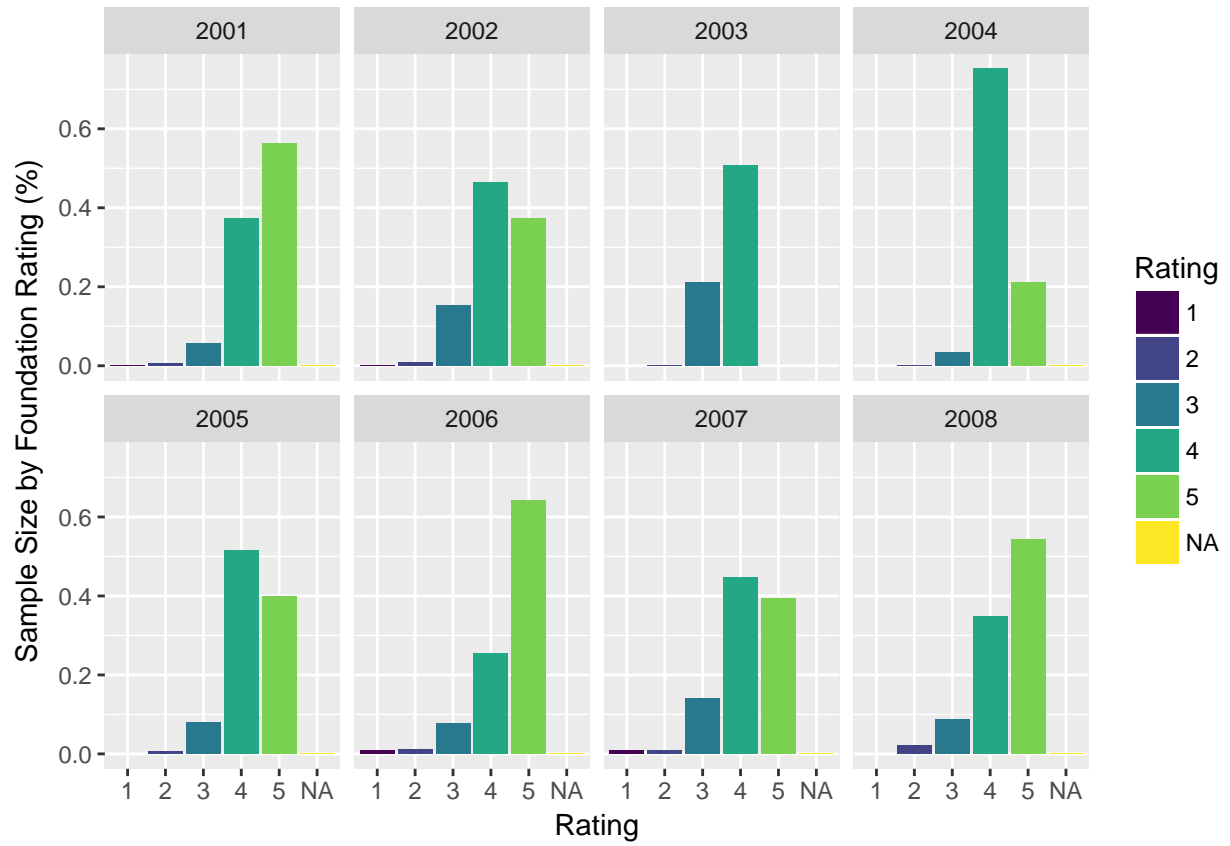 2001 2002 2003 2004
0.6
0.4
0.2
0.0
2005 2006 2007 2008
0.6
0.4
0.2
0.0
1 2 3 4 5 NA 1 2 3 4 5 NA 1 2 3 4 5 NA 1 2 3 4 5 NA
Rating
Sample Size by Foundation Rating (%)
Rating
1
2
3
4
5
NA